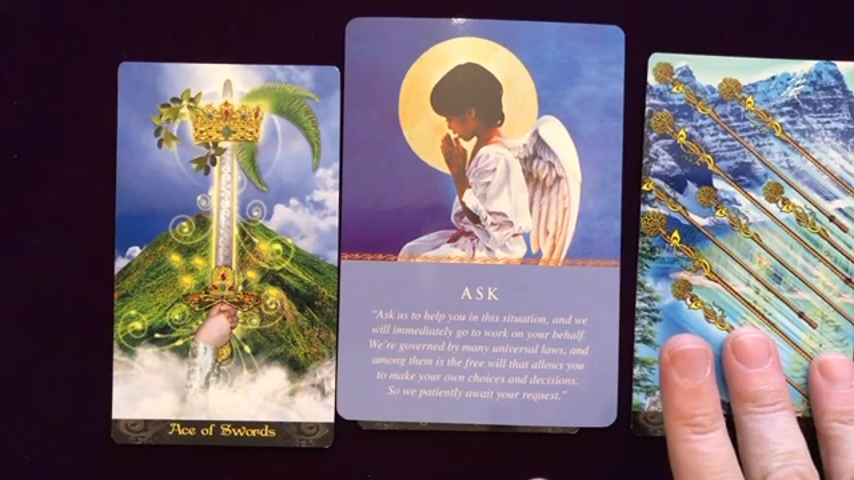 Ace of Swords
ASK
"Ask us to help you in this situation, and we
will immediately go to work on your behalf.
We're governed by many universal laws, and
among them is the free will that allows you
to make your own choices and decisions.
So we patiently await your request."